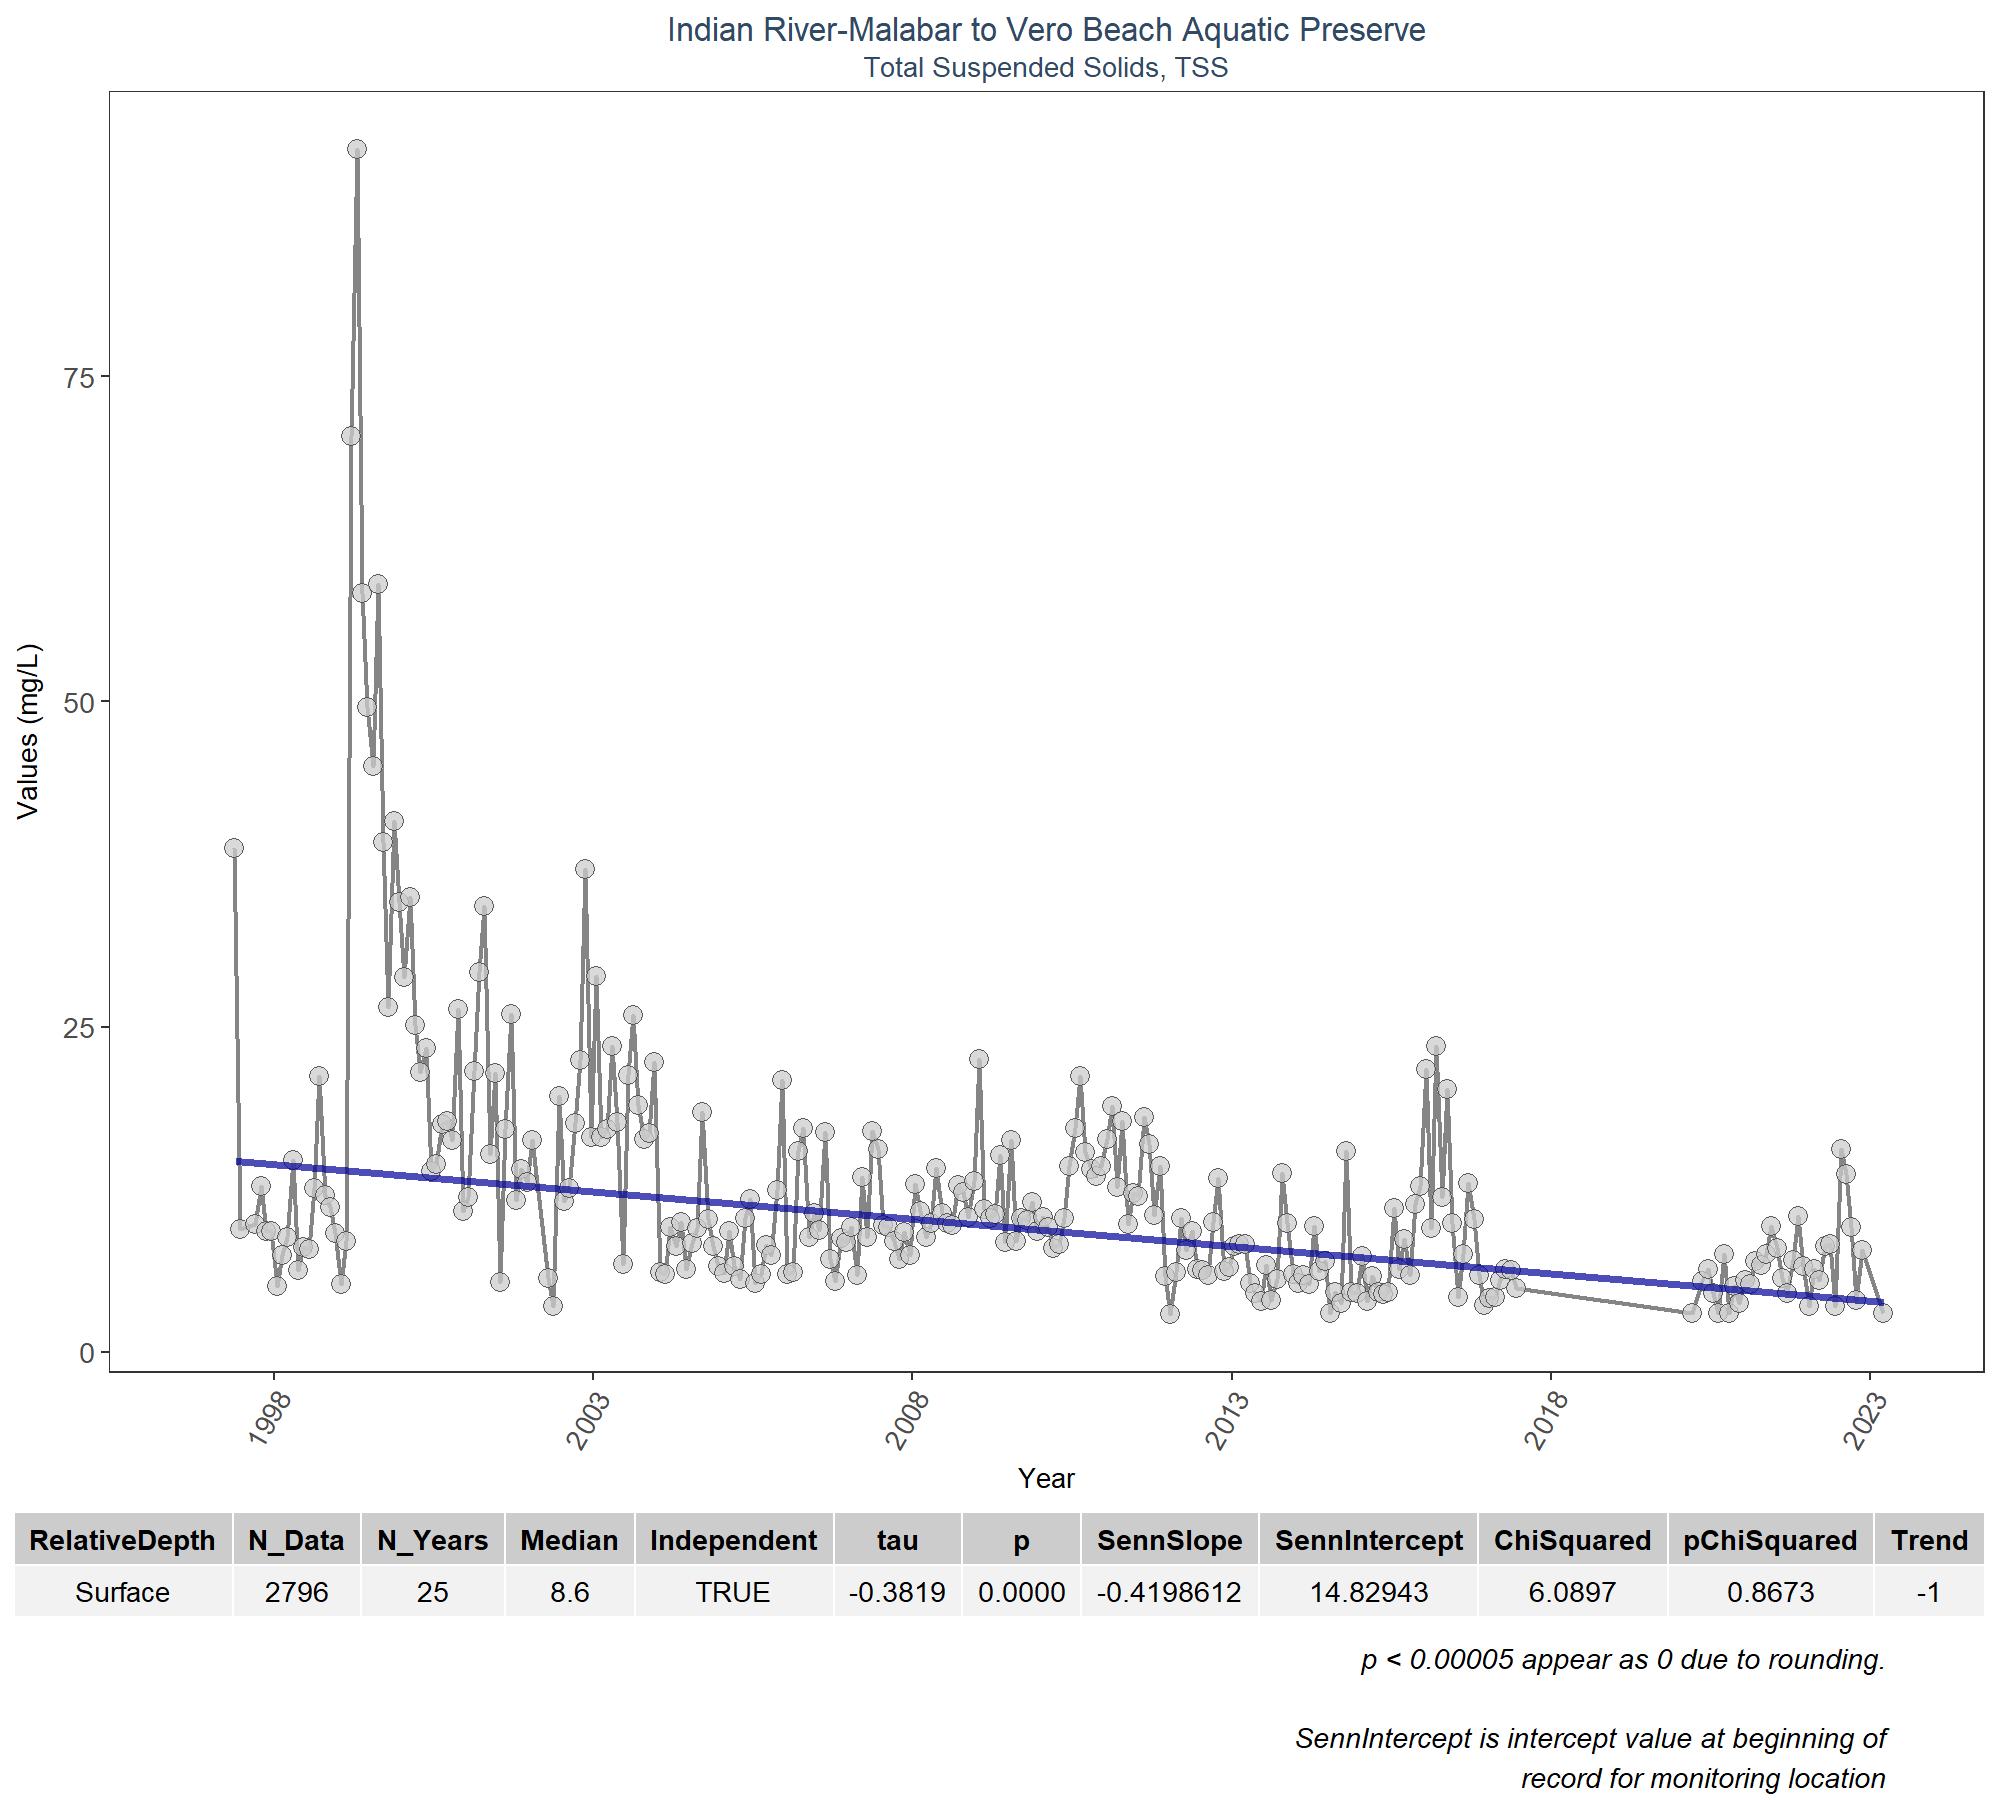 Indian River-Malabar to Vero Beach Aquatic Preserve
Total Suspended Solids, TSS
Values (mg/L)
75
50
25
0
1998 2003 2008 2013 2018 2023
Year
RelativeDepth N_Data N_Years Median Independent tau p SennSlope SennIntercept ChiSquared pChiSquared Trend
Surface 2796 25 8.6 TRUE -0.3819 0.0000 -0.4198612 14.82943 6.0897 0.8673 -1
p < 0.00005 appear as 0 due to rounding.
SennIntercept is intercept value at beginning of
record for monitoring location